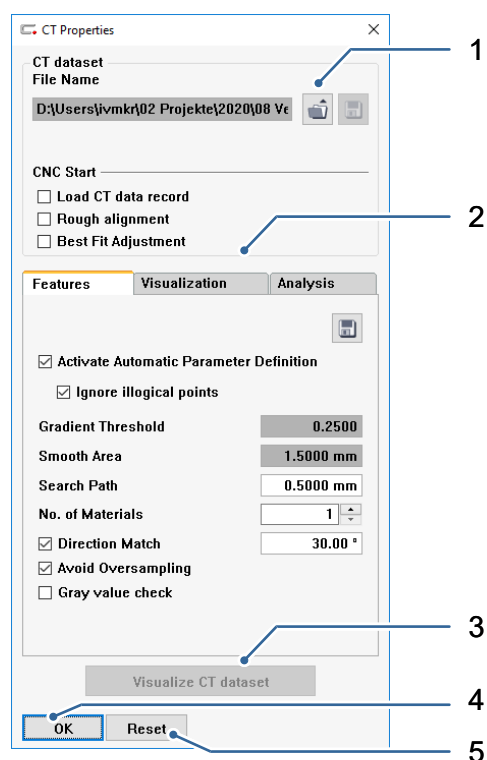 CT Properties
1
CT dataset
File Name
D:\Users\ivmkr\02 Projekte\2020\08 Ve
CNC Start
Load CT data record
Rough alignment
2
Best Fit Adjustment
Features Visualization Analysis
Activate Automatic Parameter Definition
Ignore illogical points
Gradient Threshold 0.2500
Smooth Area 1.5000 mm
Search Path 0.5000 mm
No. of Materials 1
Direction Match 30.00 °
Avoid Oversampling
Gray value check
3
Visualize CT dataset
4
OK Reset
5